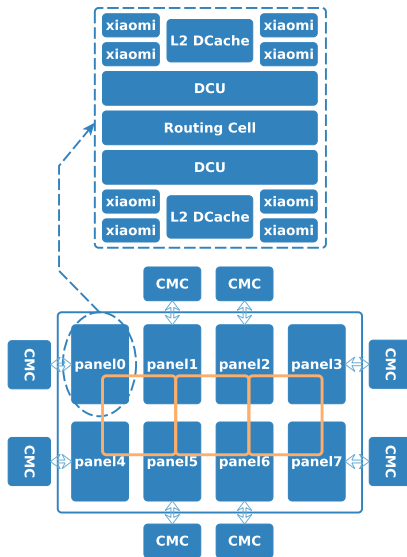 xiaomi L2 DCache xiaomi
xiaomi xiaomi
DCU
Routing Cell
DCU
xiaomi L2 DCache xiaomi
xiaomi xiaomi
CMC CMC
CMC panel0 panel1 panel2 panel3 CMC
CMC panel4 panel5 panel6 panel7 CMC
CMC CMC